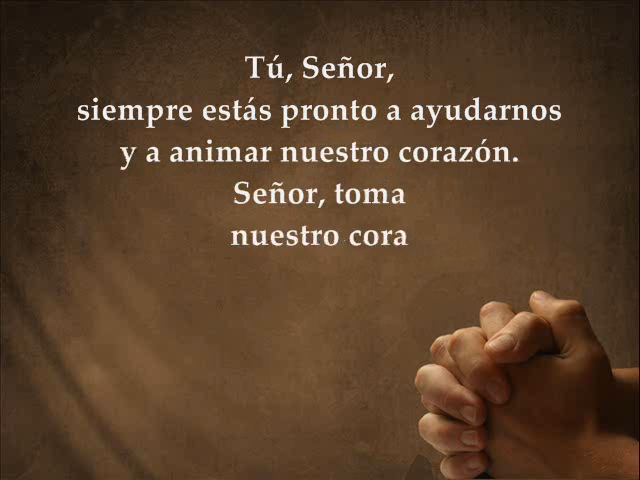 Tú, Señor,
siempre estás pronto a ayudarnos
y a animar nuestro corazón.
Señor, toma
nuestro cora